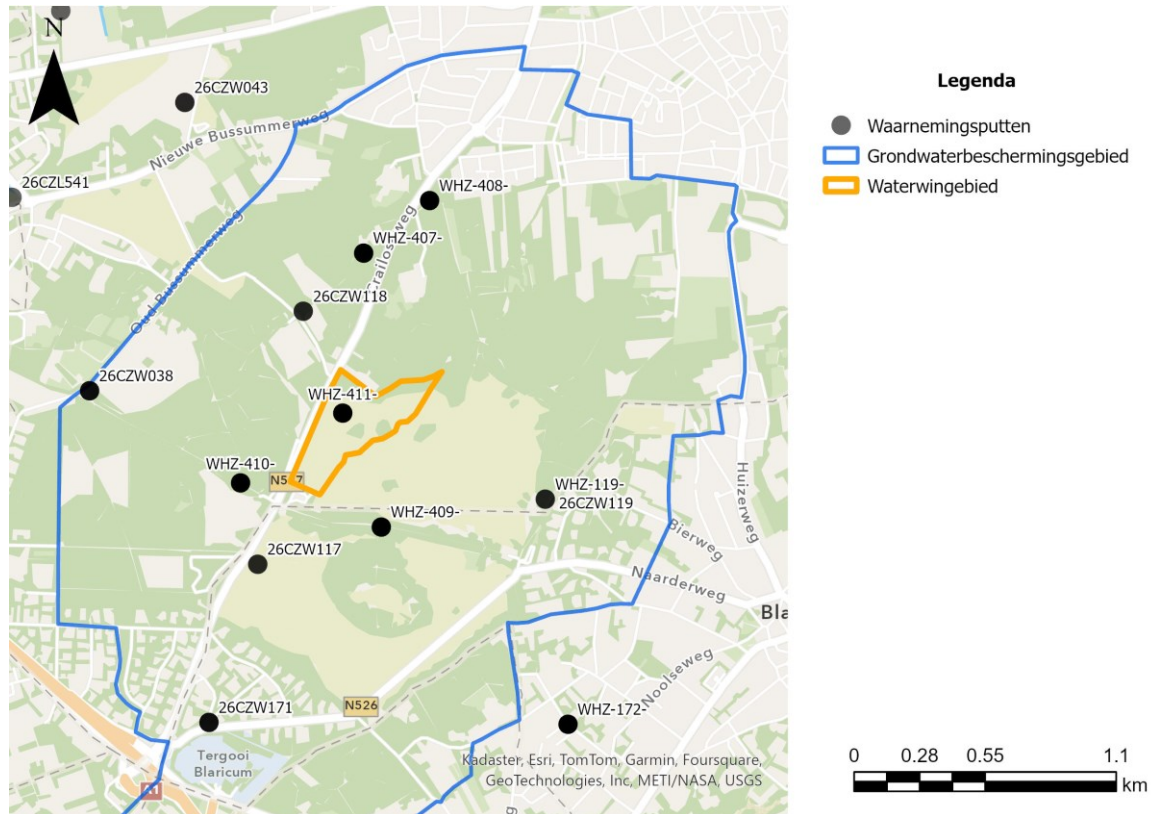 N
26CZW043
Nieuwe Bussummerweg
26CZL541
WHZ-408-
Crailoseweg
WHZ-407-
Oud Bussummerweg
26CZW118
26CZW038
WHZ-411-
WHZ-410-
N527
WHZ-119-
26CZW119
Huizerweg
WHZ-409-
Bierweg
26CZW117
Naarderweg
Bla
Noolseweg
26CZW171
N526
WHZ-172-
Tergooi
Blaricum
Kadaster, Esri, TomTom, Garmin, Foursquare,
GeoTechnologies, Inc, METI/NASA, USGS
Legenda
Waarnemingsputten
Grondwaterbeschermingsgebied
Waterwingebied
0 0.28 0.55 1.1
km